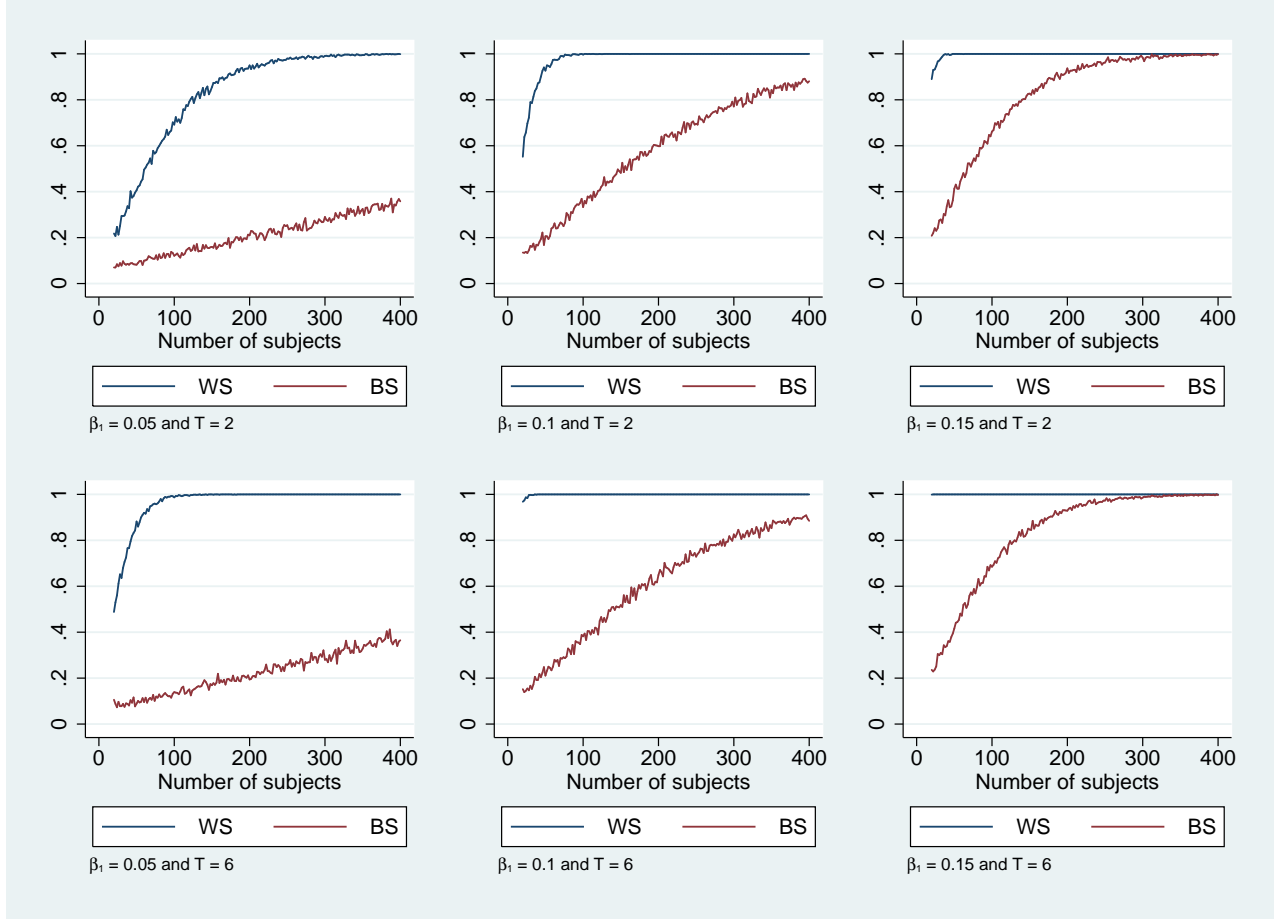 1 1 1
.8 .8 .8
.6 .6 .6
.4 .4 .4
.2 .2 .2
0 0 0
0 100 200 300 400 0 100 200 300 400 0 100 200 300 400
Number of subjects Number of subjects Number of subjects
WS BS WS BS WS BS
β₁ = 0.05 and T = 2 β₁ = 0.1 and T = 2 β₁ = 0.15 and T = 2
1 1 1
.8 .8 .8
.6 .6 .6
.4 .4 .4
.2 .2 .2
0 0 0
0 100 200 300 400 0 100 200 300 400 0 100 200 300 400
Number of subjects Number of subjects Number of subjects
WS BS WS BS WS BS
β₁ = 0.05 and T = 6 β₁ = 0.1 and T = 6 β₁ = 0.15 and T = 6